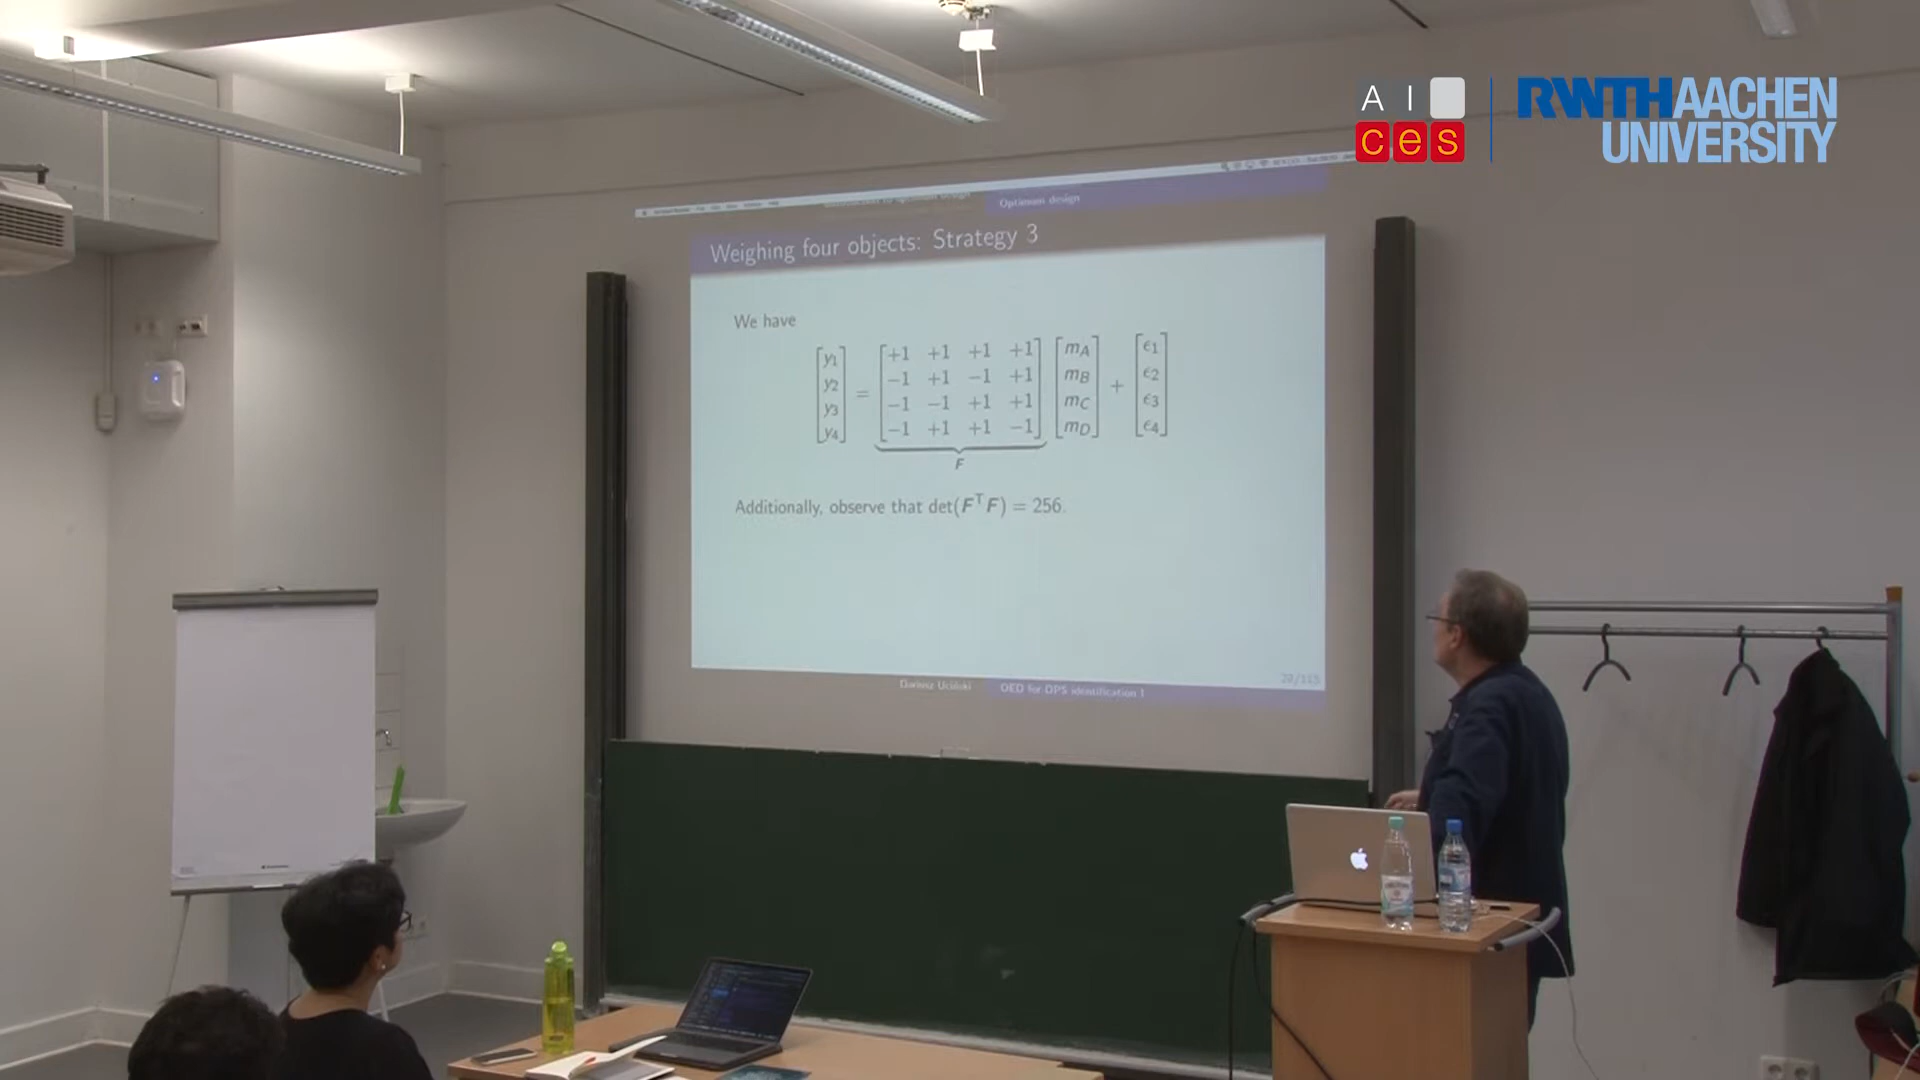 AI
ces
RWTHAACHEN
UNIVERSITY
Optimum design
Weighing four objects: Strategy 3
We have
[y1 y2 y3 y4] = [+1 +1 +1 +1
−1 +1 −1 +1
−1 −1 +1 +1
−1 +1 +1 −1] [mA mB mC mD] + [ϵ1 ϵ2 ϵ3 ϵ4]
F
Additionally, observe that det(FᵀF) = 256.
Dariusz Uciński
OED for DPS identification I